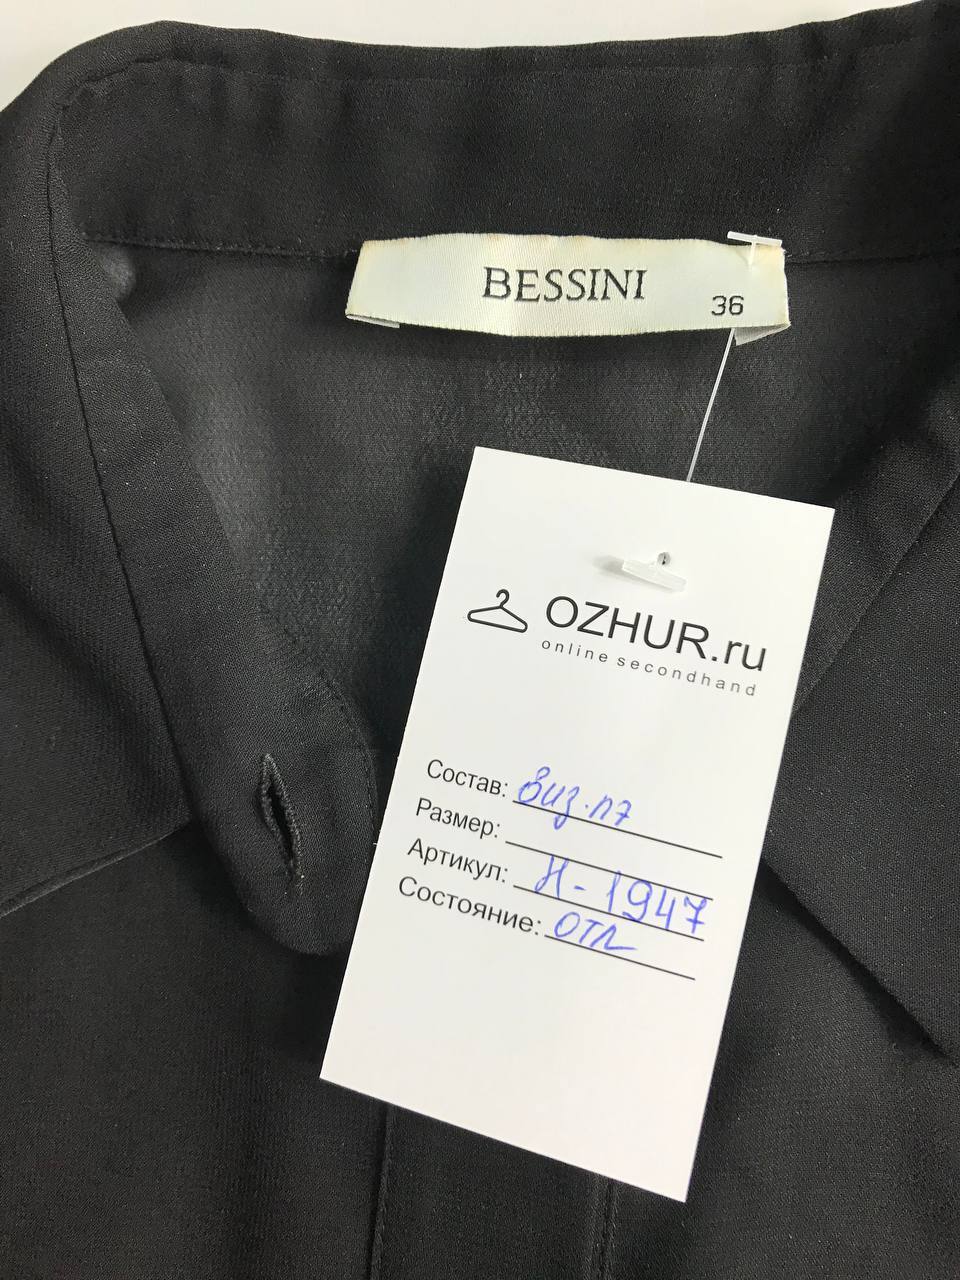 BESSINI
36
OZHUR.ru
online secondhand
Состав: Виз. пэ
Размер:
Артикул: Н-1947
Состояние: отл